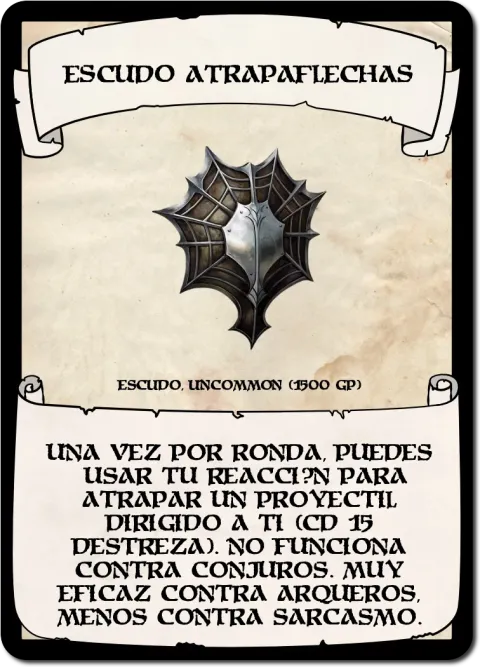 ESCUDO ATRAPAFLECHAS
ESCUDO, UNCOMMON (1500 GP)
UNA VEZ POR RONDA, PUEDES
USAR TU REACCI?N PARA
ATRAPAR UN PROYECTIL
DIRIGIDO A TI (CD 15
DESTREZA). NO FUNCIONA
CONTRA CONJUROS. MUY
EFICAZ CONTRA ARQUEROS,
MENOS CONTRA SARCASMO.